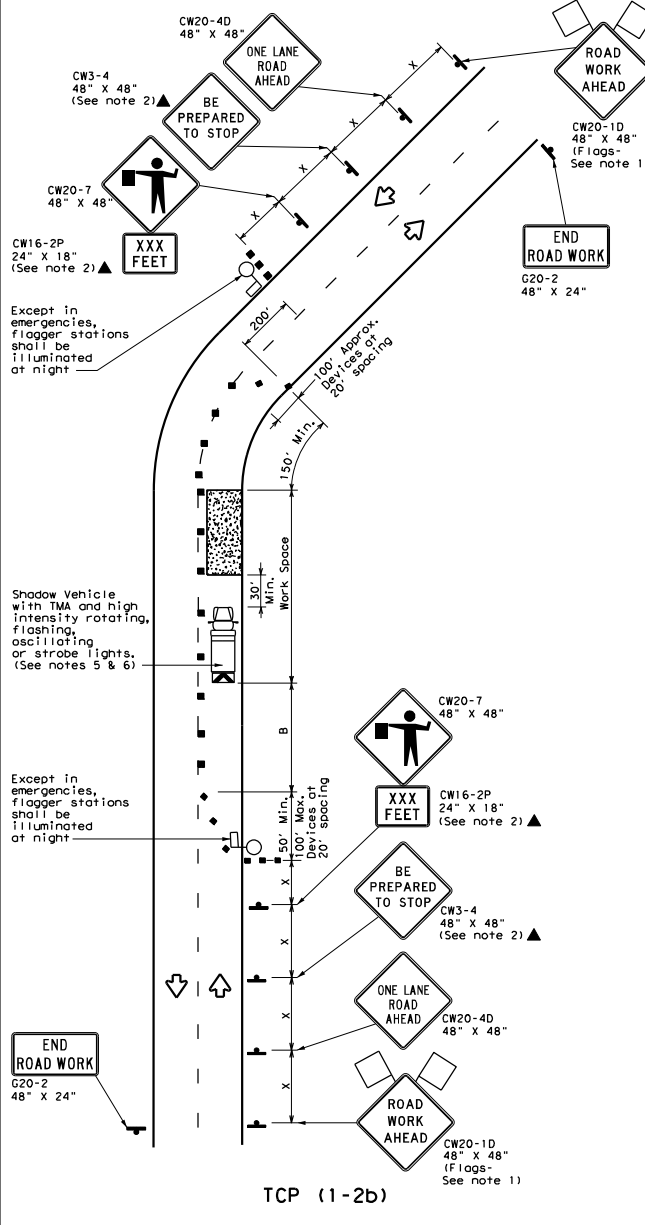 CW20-4D
48" X 48"
ONE LANE
ROAD
AHEAD
ROAD
WORK
AHEAD
CW3-4
48" X 48"
(See note 2)▲
BE
PREPARED
TO STOP
X
CW20-1D
48" X 48"
(Flags-
See note 1
X
CW20-7
48" X 48"
X
XXX
FEET
CW16-2P
24" X 18"
(See note 2)▲
END
ROAD WORK
G20-2
48" X 24"
Except in
emergencies,
flagger stations
shall be
illuminated
at night
200'
100' Approx.
Devices at
20' spacing
150' Min.
Work Space
30'
Min.
Shadow Vehicle
with TMA and high
intensity rotating,
flashing,
oscillating
or strobe lights.
(See notes 5 & 6)
B
CW20-7
48" X 48"
Except in
emergencies,
flagger stations
shall be
illuminated
at night
50' Min.
100' Max.
Devices at
20' spacing
XXX
FEET
CW16-2P
24" X 18"
(See note 2)▲
X
BE
PREPARED
TO STOP
CW3-4
48" X 48"
(See note 2)▲
X
ONE LANE
ROAD
AHEAD
CW20-4D
48" X 48"
X
END
ROAD WORK
G20-2
48" X 24"
X
ROAD
WORK
AHEAD
CW20-1D
48" X 48"
(Flags-
See note 1)
TCP (1-2b)